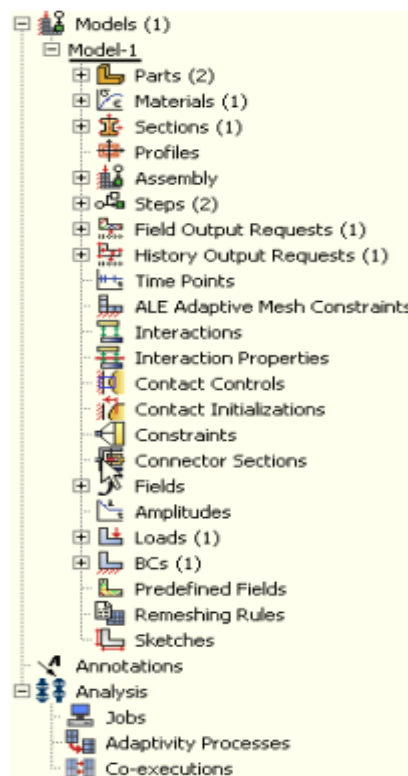 Models (1)
Model-1
Parts (2)
Materials (1)
Sections (1)
Profiles
Assembly
Steps (2)
Field Output Requests (1)
History Output Requests (1)
Time Points
ALE Adaptive Mesh Constraints
Interactions
Interaction Properties
Contact Controls
Contact Initializations
Constraints
Connector Sections
Fields
Amplitudes
Loads (1)
BCs (1)
Predefined Fields
Remeshing Rules
Sketches
Annotations
Analysis
Jobs
Adaptivity Processes
Co-executions